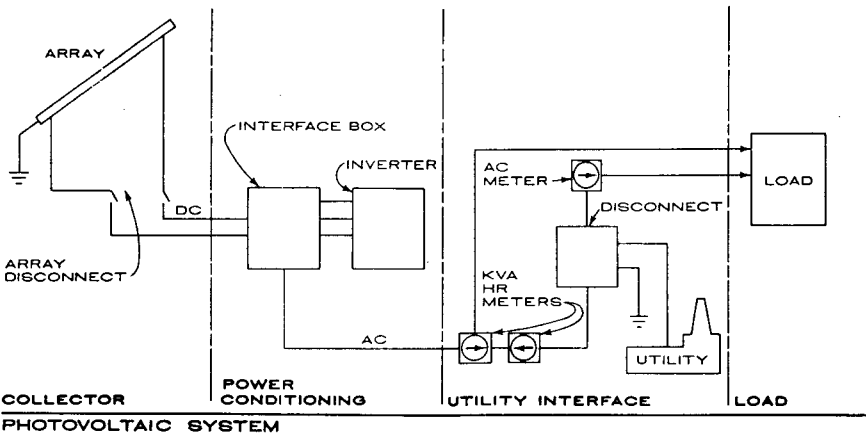 ARRAY
INTERFACE BOX
INVERTER
AC
METER
LOAD
DC
DISCONNECT
ARRAY
DISCONNECT
KVA
HR
METERS
AC
UTILITY
COLLECTOR
POWER
CONDITIONING
UTILITY INTERFACE
LOAD
PHOTOVOLTAIC SYSTEM